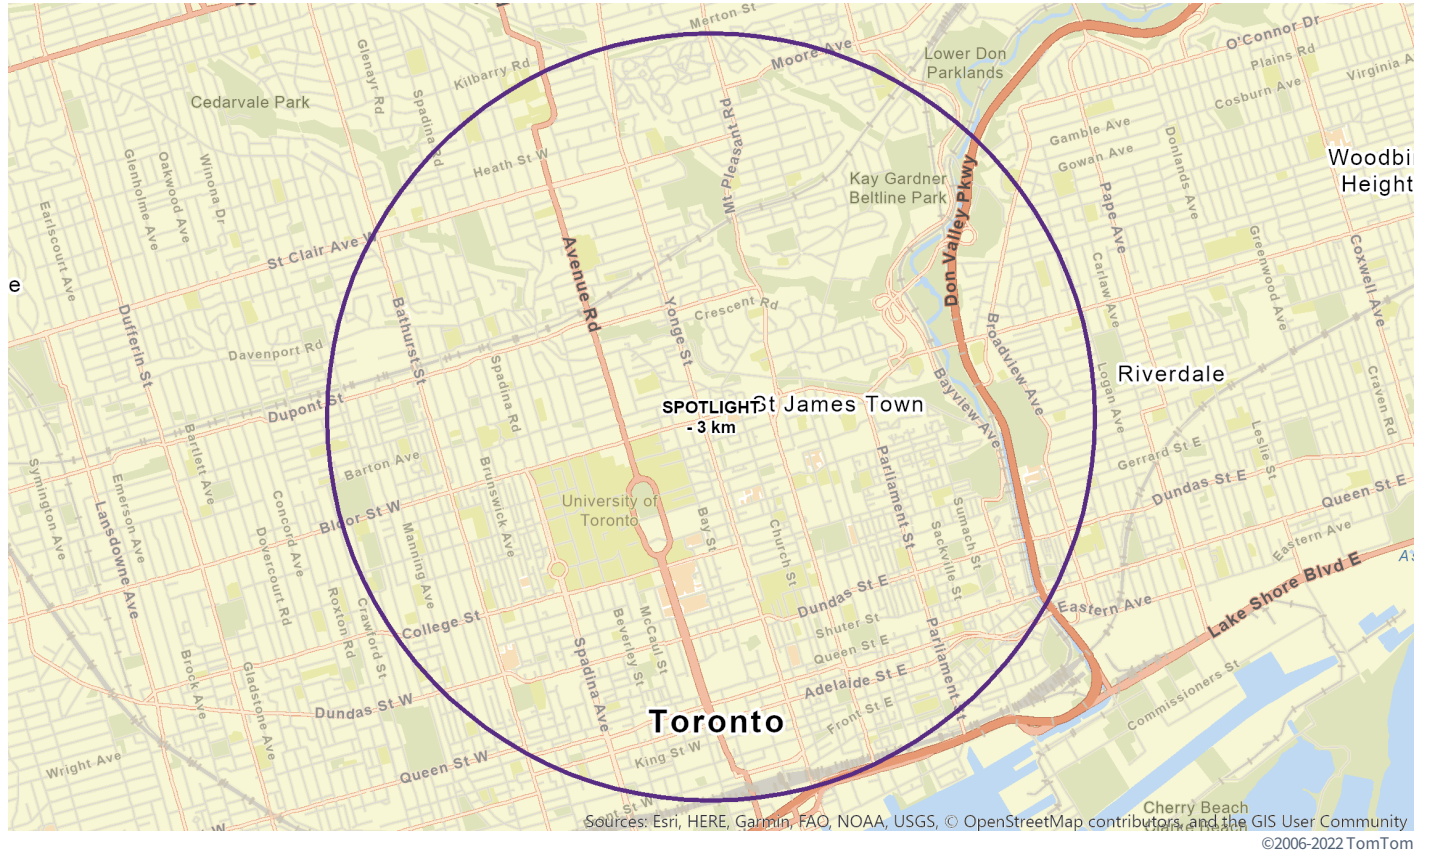 Merton St
O'Connor Dr
Moore Ave
Plains Rd
Lower Don
Parklands
Glenayr Rd
Kilbarry Rd
Virginia A
Cosburn Ave
Cedarvale Park
Spadina Rd
Mt Pleasant Rd
Gamble Ave
Donlands Ave
Gowan Ave
Woodbi
Height
Glenholme Ave
Oakwood Ave
Winona Dr
Heath St W
Kay Gardner
Beltline Park
Don Valley Pkwy
Pape Ave
Earlscourt Ave
St Clair Ave W
Avenue Rd
Carlaw Ave
Greenwood Ave
Coxwell Ave
e
Dufferin St
Bathurst St
Yonge St
Crescent Rd
Broadview Ave
Davenport Rd
Spadina Rd
Bayview Ave
Logan Ave
Riverdale
Craven Rd
Dupont St
SPOTLIGHT
- 3 km
St James Town
Bartlett Ave
Barton Ave
Brunswick Ave
Parliament St
Gerrard St E
Leslie St
Symington Ave
Emerson Ave
Lansdowne Ave
Concord Ave
Bloor St W
University of
Toronto
Bay St
Church St
Sumach St
Sackville St
Dundas St E
Queen St E
Dovercourt Rd
Manning Ave
Eastern Ave
Lake Shore Blvd E
As
Roxton Rd
Crawford St
College St
Beverley St
McCaul St
Dundas St E
Shuter St
Queen St E
Eastern Ave
Brock Ave
Gladstone Ave
Spadina Ave
Adelaide St E
Parliament St
Commissioners St
Dundas St W
Toronto
Front St E
Wright Ave
Queen St W
King St W
Cherry Beach
Clarke Beach
Sources: Esri, HERE, Garmin, FAO, NOAA, USGS, © OpenStreetMap contributors, and the GIS User Community
©2006-2022 TomTom